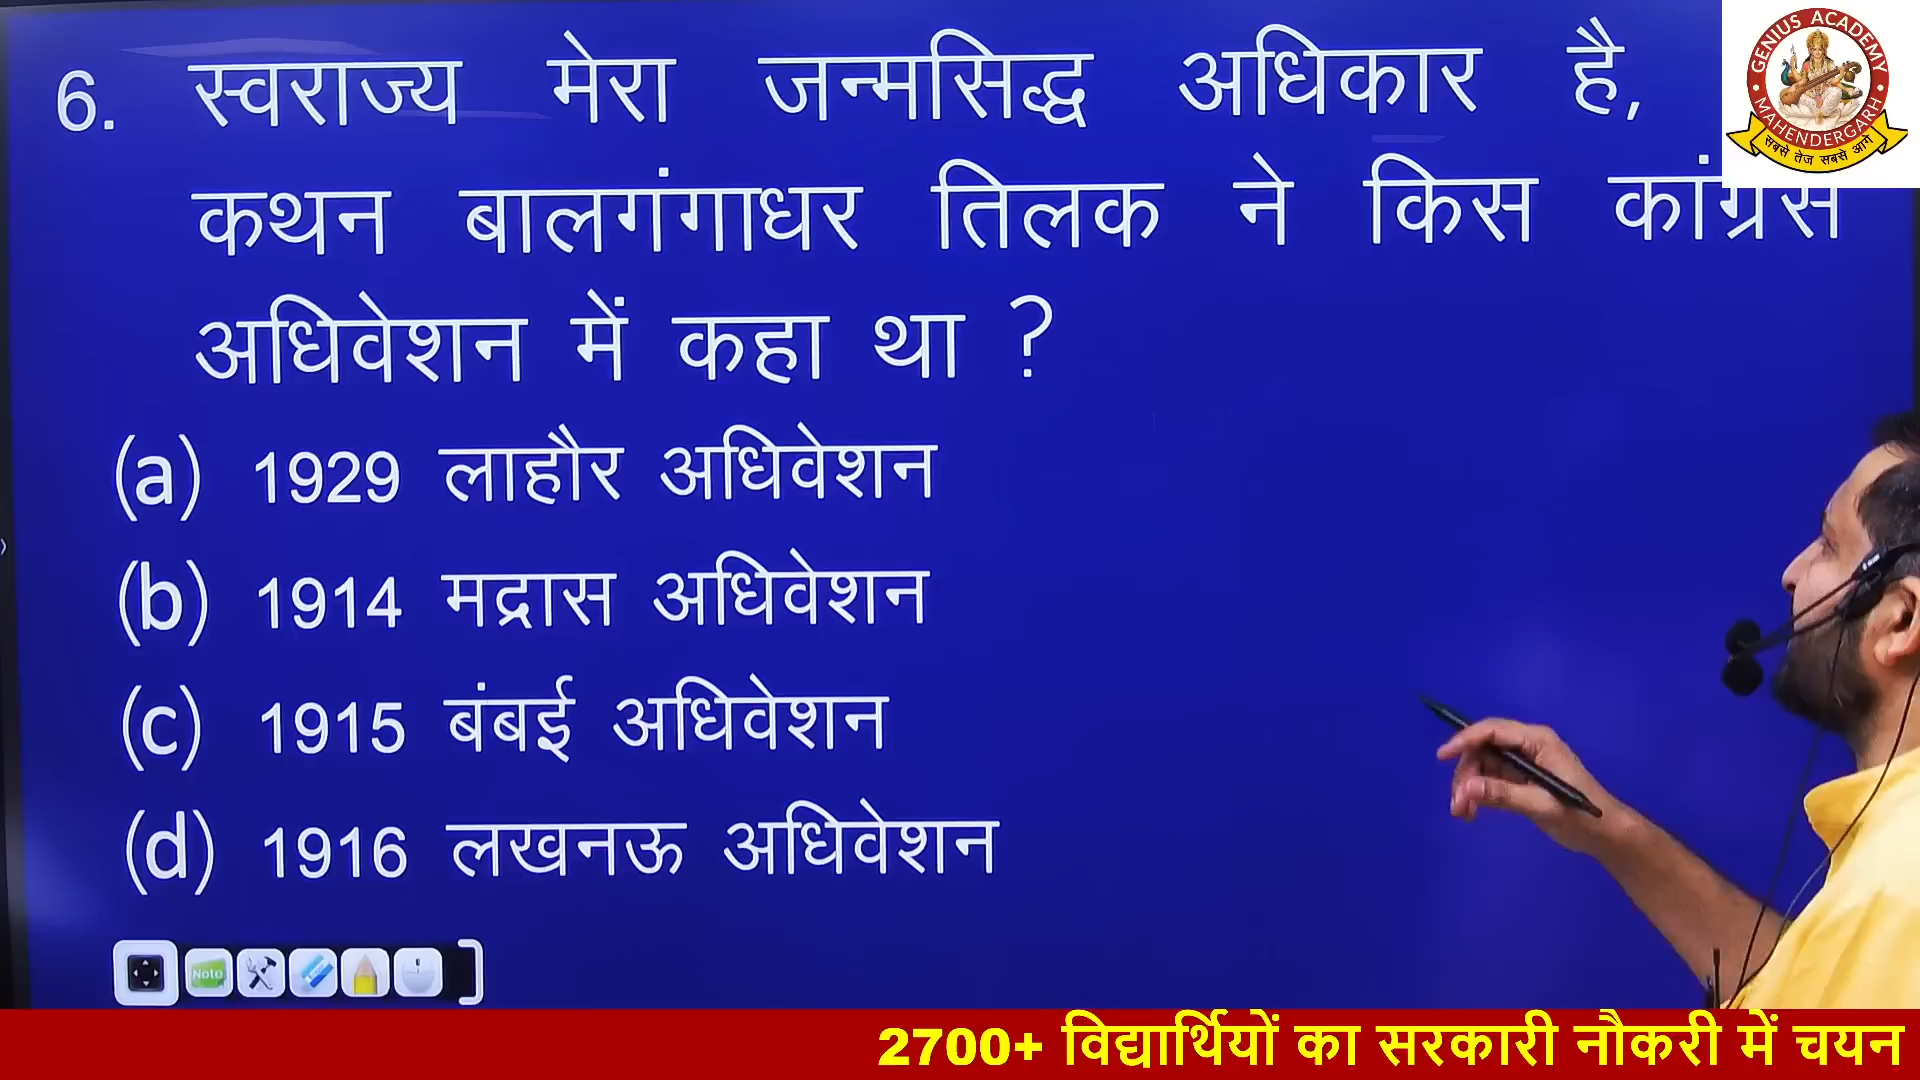 6. स्वराज्य मेरा जन्मसिद्ध अधिकार है,
कथन बालगंगाधर तिलक ने किस कांग्रेस
अधिवेशन में कहा था ?
(a) 1929 लाहौर अधिवेशन
(b) 1914 मद्रास अधिवेशन
(c) 1915 बंबई अधिवेशन
(d) 1916 लखनऊ अधिवेशन
GENIUS ACADEMY
MAHENDERGARH
सबसे तेज सबसे आगे
Note
2700+ विद्यार्थियों का सरकारी नौकरी में चयन